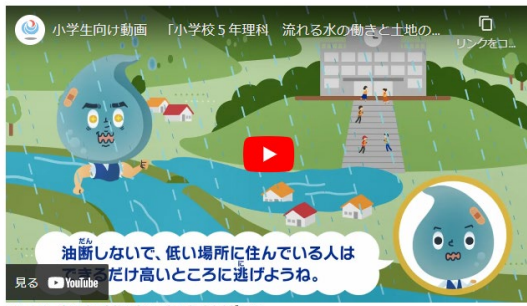 小学生向け動画 「小学校５年理科 流れる水の働きと土地の...
リンクをコ...
油断しないで、低い場所に住んでいる人は
だん
できるだけ高いところに逃げようね。
に
見る YouTube